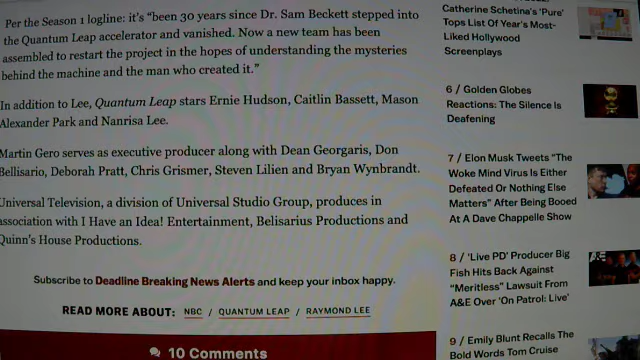 Per the Season 1 logline: it's "been 30 years since Dr. Sam Beckett stepped into
the Quantum Leap accelerator and vanished. Now a new team has been
assembled to restart the project in the hopes of understanding the mysteries
behind the machine and the man who created it."
In addition to Lee, Quantum Leap stars Ernie Hudson, Caitlin Bassett, Mason
Alexander Park and Nanrisa Lee.
Martin Gero serves as executive producer along with Dean Georgaris, Don
Bellisario, Deborah Pratt, Chris Grismer, Steven Lilien and Bryan Wynbrandt.
Universal Television, a division of Universal Studio Group, produces in
association with I Have an Idea! Entertainment, Belisarius Productions and
Quinn's House Productions.
Subscribe to Deadline Breaking News Alerts and keep your inbox happy.
READ MORE ABOUT: NBC / QUANTUM LEAP / RAYMOND LEE
10 Comments
Catherine Schetina's 'Pure'
Tops List Of Year's Most-
Liked Hollywood
Screenplays
6 / Golden Globes
Reactions: The Silence Is
Deafening
7 / Elon Musk Tweets "The
Woke Mind Virus Is Either
Defeated Or Nothing Else
Matters" After Being Booed
At A Dave Chappelle Show
8 / 'Live PD' Producer Big
Fish Hits Back Against
"Meritless" Lawsuit From
A&E Over 'On Patrol: Live'
9 / Emily Blunt Recalls The
Bold Words Tom Cruise